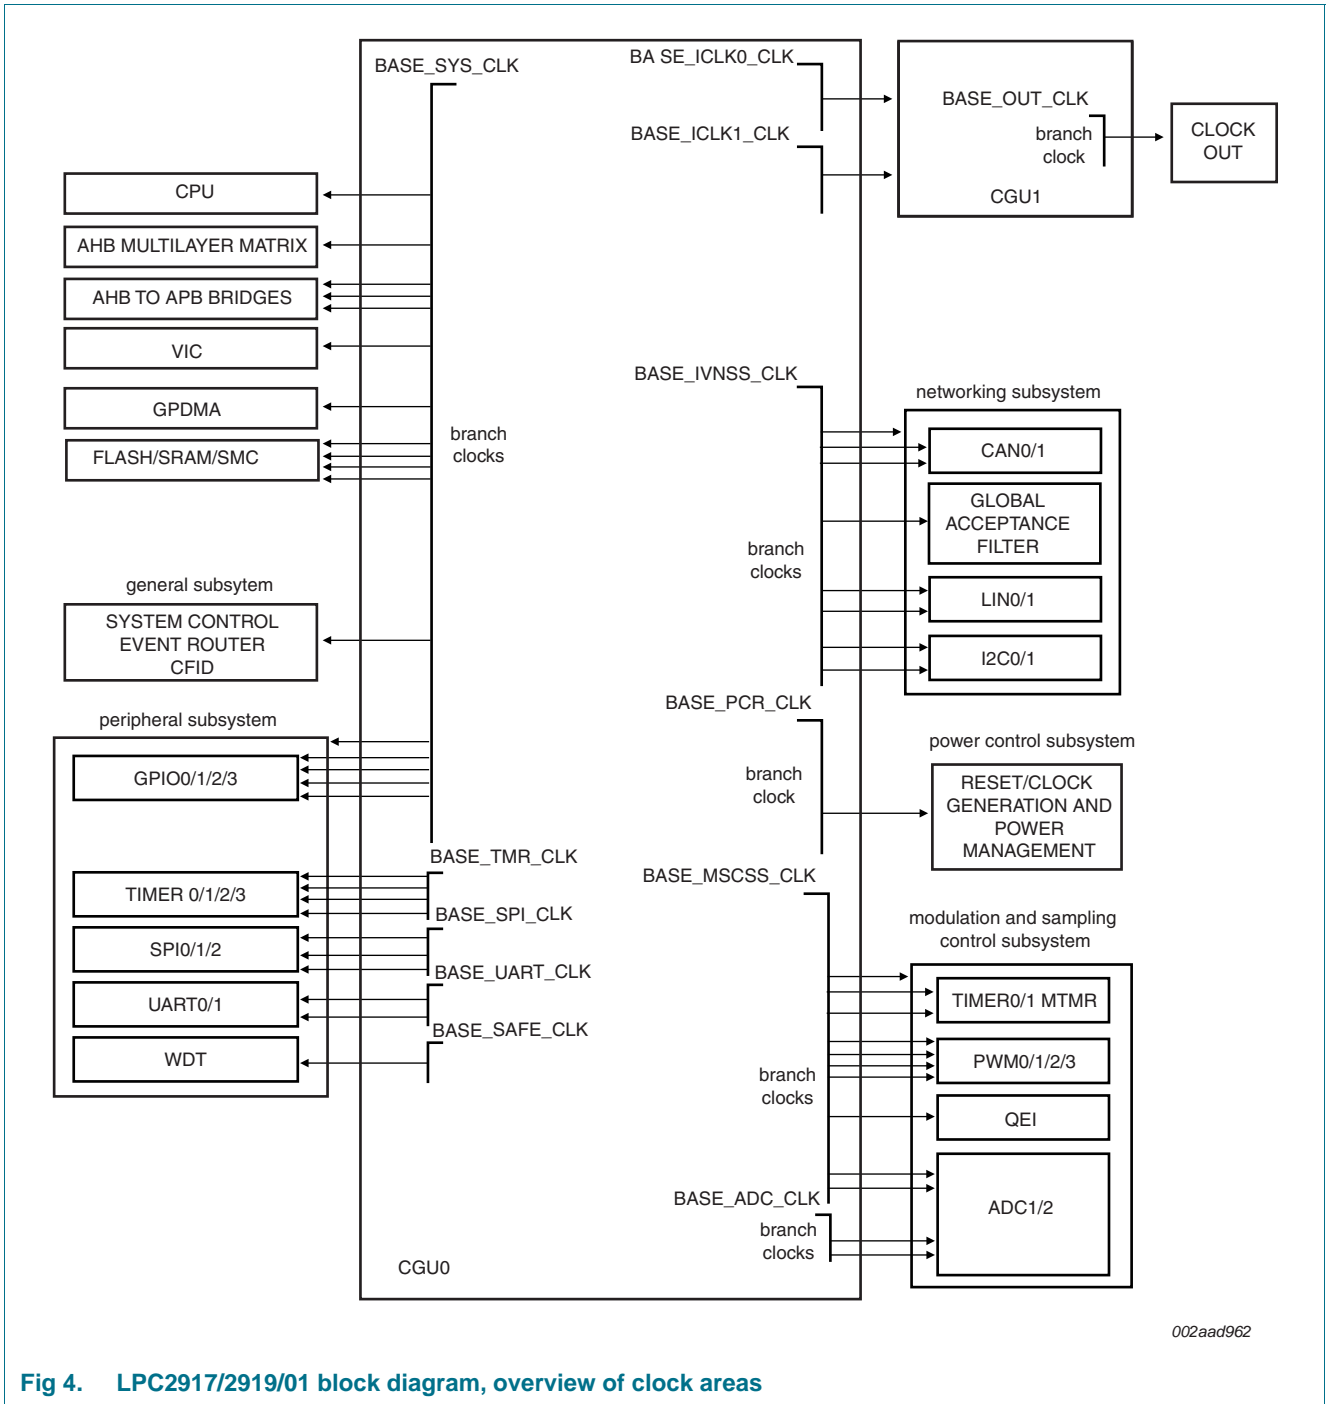 BASE_SYS_CLK
BA SE_ICLK0_CLK
BASE_ICLK1_CLK
BASE_OUT_CLK
branch
clock
CGU1
CLOCK
OUT
CPU
AHB MULTILAYER MATRIX
AHB TO APB BRIDGES
VIC
GPDMA
FLASH/SRAM/SMC
branch
clocks
general subsytem
SYSTEM CONTROL
EVENT ROUTER
CFID
peripheral subsystem
GPIO0/1/2/3
TIMER 0/1/2/3
SPI0/1/2
UART0/1
WDT
BASE_TMR_CLK
BASE_SPI_CLK
BASE_UART_CLK
BASE_SAFE_CLK
BASE_IVNSS_CLK
branch
clocks
networking subsystem
CAN0/1
GLOBAL
ACCEPTANCE
FILTER
LIN0/1
I2C0/1
BASE_PCR_CLK
branch
clock
power control subsystem
RESET/CLOCK
GENERATION AND
POWER
MANAGEMENT
BASE_MSCSS_CLK
branch
clocks
modulation and sampling
control subsystem
TIMER0/1 MTMR
PWM0/1/2/3
QEI
ADC1/2
BASE_ADC_CLK
branch
clocks
CGU0
002aad962
Fig 4. LPC2917/2919/01 block diagram, overview of clock areas